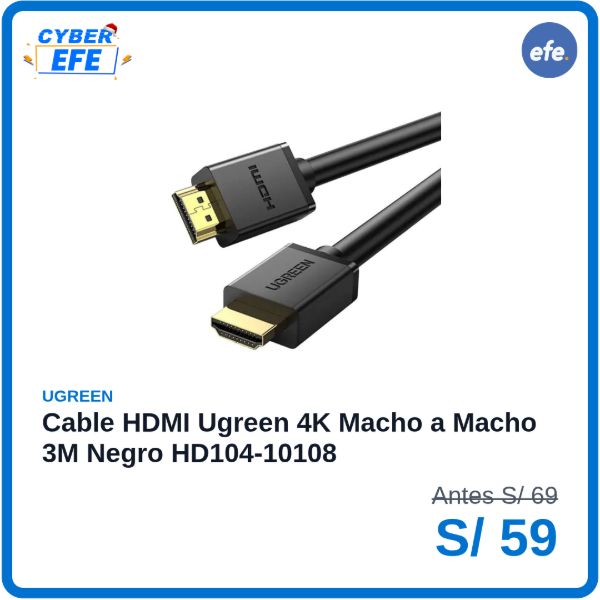 CYBER
EFE
efe.
HDMI
UGREEN
UGREEN
Cable HDMI Ugreen 4K Macho a Macho
3M Negro HD104-10108
Antes S/ 69
S/ 59